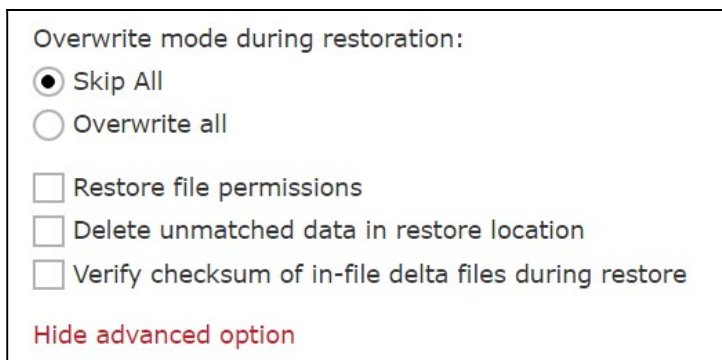 Overwrite mode during restoration:
Skip All
Overwrite all
Restore file permissions
Delete unmatched data in restore location
Verify checksum of in-file delta files during restore
Hide advanced option